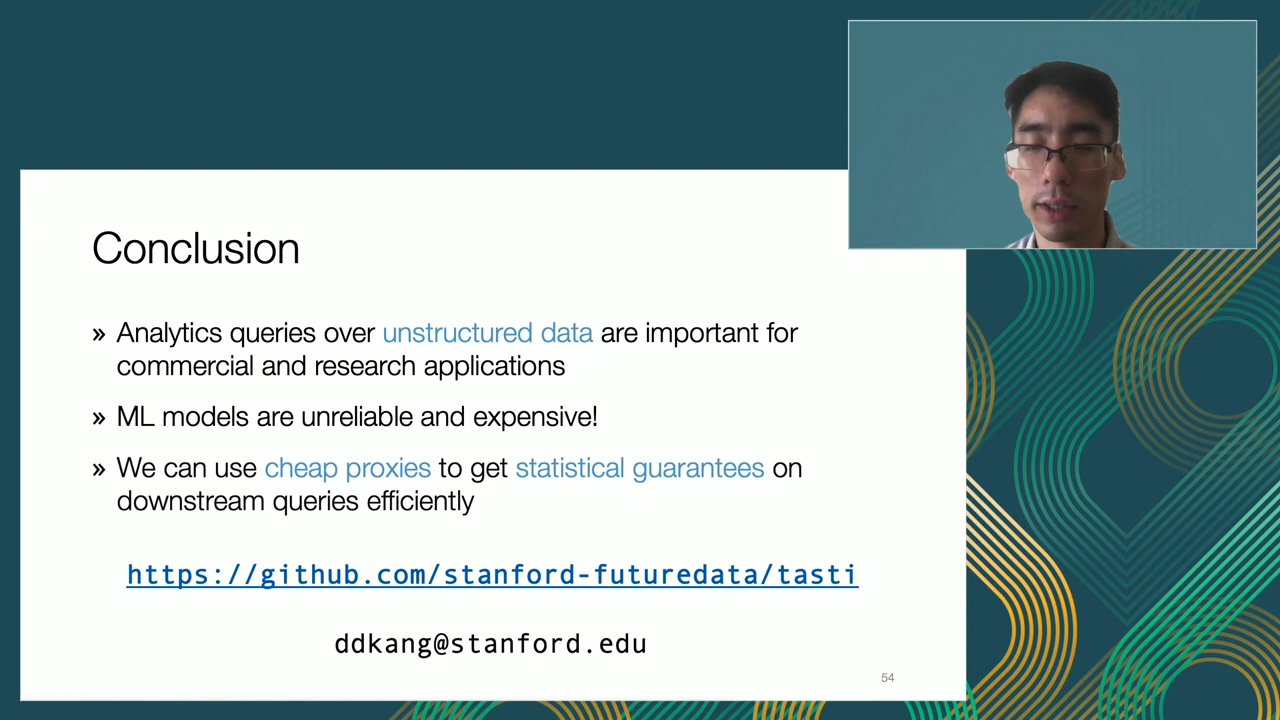 Conclusion
» Analytics queries over unstructured data are important for
commercial and research applications
» ML models are unreliable and expensive!
» We can use cheap proxies to get statistical guarantees on
downstream queries efficiently
https://github.com/stanford-futuredata/tasti
ddkang@stanford.edu
54